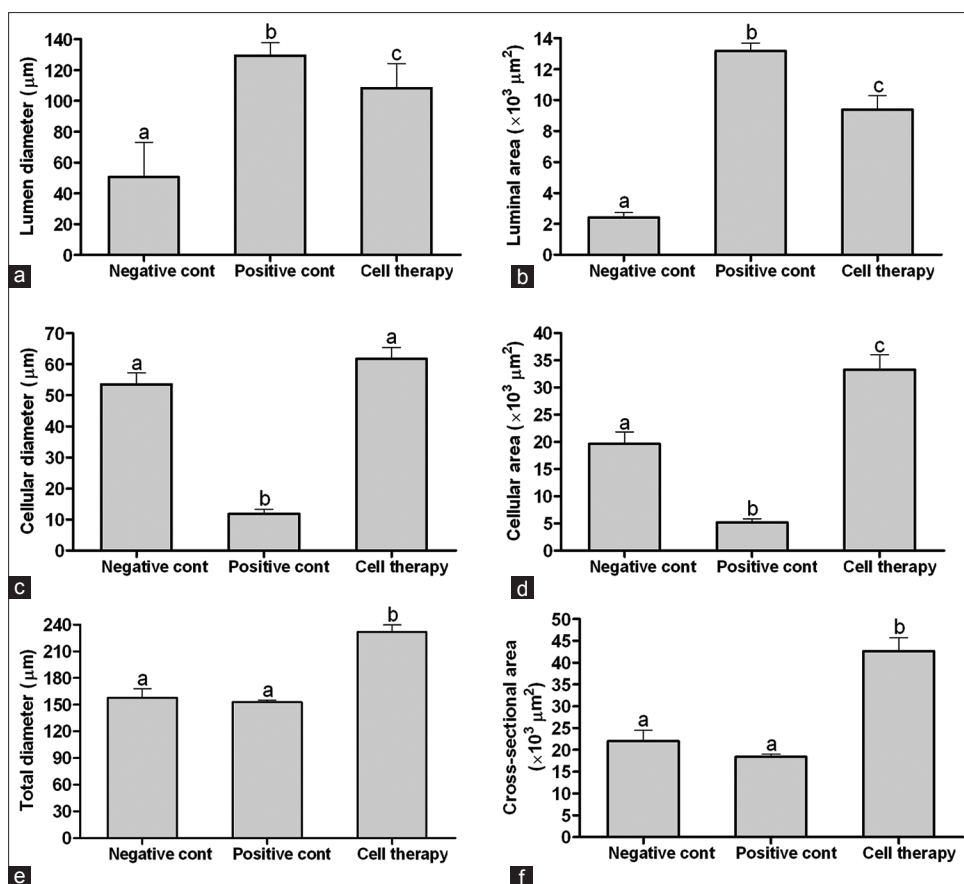 Lumen diameter (μm)
140
120
100
80
60
40
20
0
a
b
c
Negative cont Positive cont Cell therapy
a
Luminal area (×10³ μm²)
14
12
10
8
6
4
2
0
a
b
c
Negative cont Positive cont Cell therapy
b
Cellular diameter (μm)
70
60
50
40
30
20
10
0
a
b
a
Negative cont Positive cont Cell therapy
c
Cellular area (×10³ μm²)
40
35
30
25
20
15
10
5
0
a
b
c
Negative cont Positive cont Cell therapy
d
Total diameter (μm)
240
210
180
150
120
90
60
30
0
a
a
b
Negative cont Positive cont Cell therapy
e
Cross-sectional area
(×10³ μm²)
50
45
40
35
30
25
20
15
10
5
0
a
a
b
Negative cont Positive cont Cell therapy
f